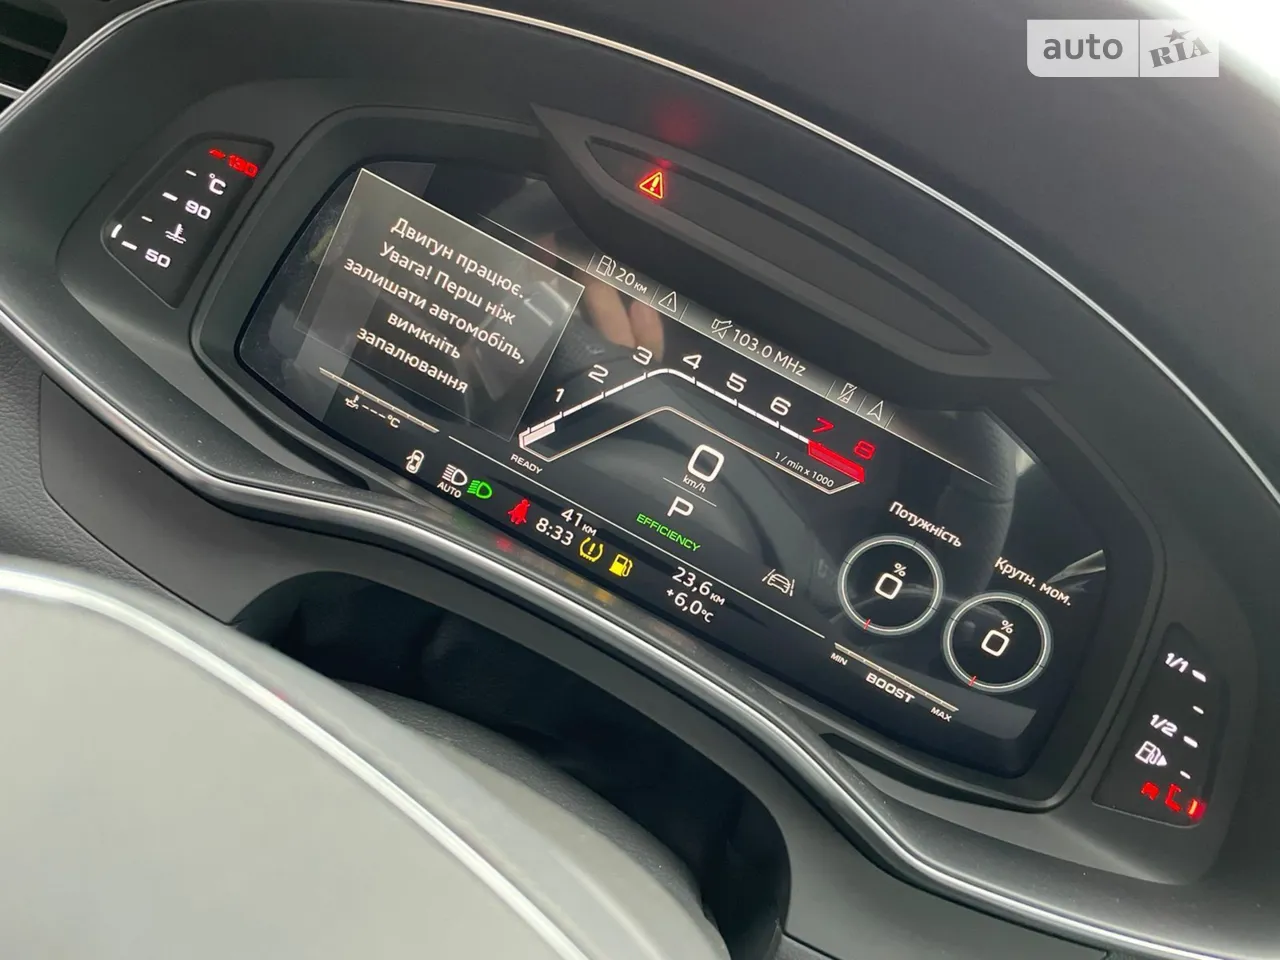 auto RIA
130
°C
90
50
Двигун працює.
Увага! Перш ніж
залишати автомобіль,
вимкніть
запалювання
20 км
103.0 MHz
1 2 3 4 5 6 7 8
1 / min x 1000
READY
0
km/h
P
EFFICIENCY
---°C
AUTO
41 км
8:33
23,6 км
+6,0 °C
Потужність
%
0
Крутн. мом.
%
0
MIN BOOST MAX
1/1
1/2